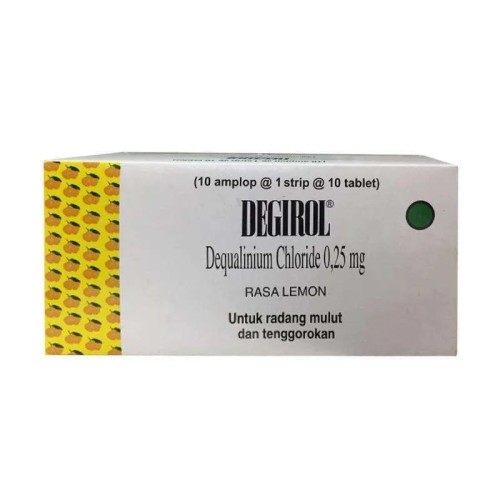 (10 amplop @ 1 strip @ 10 tablet)
DEGIROL®
Dequalinium Chloride 0,25 mg
RASA LEMON
Untuk radang mulut
dan tenggorokan